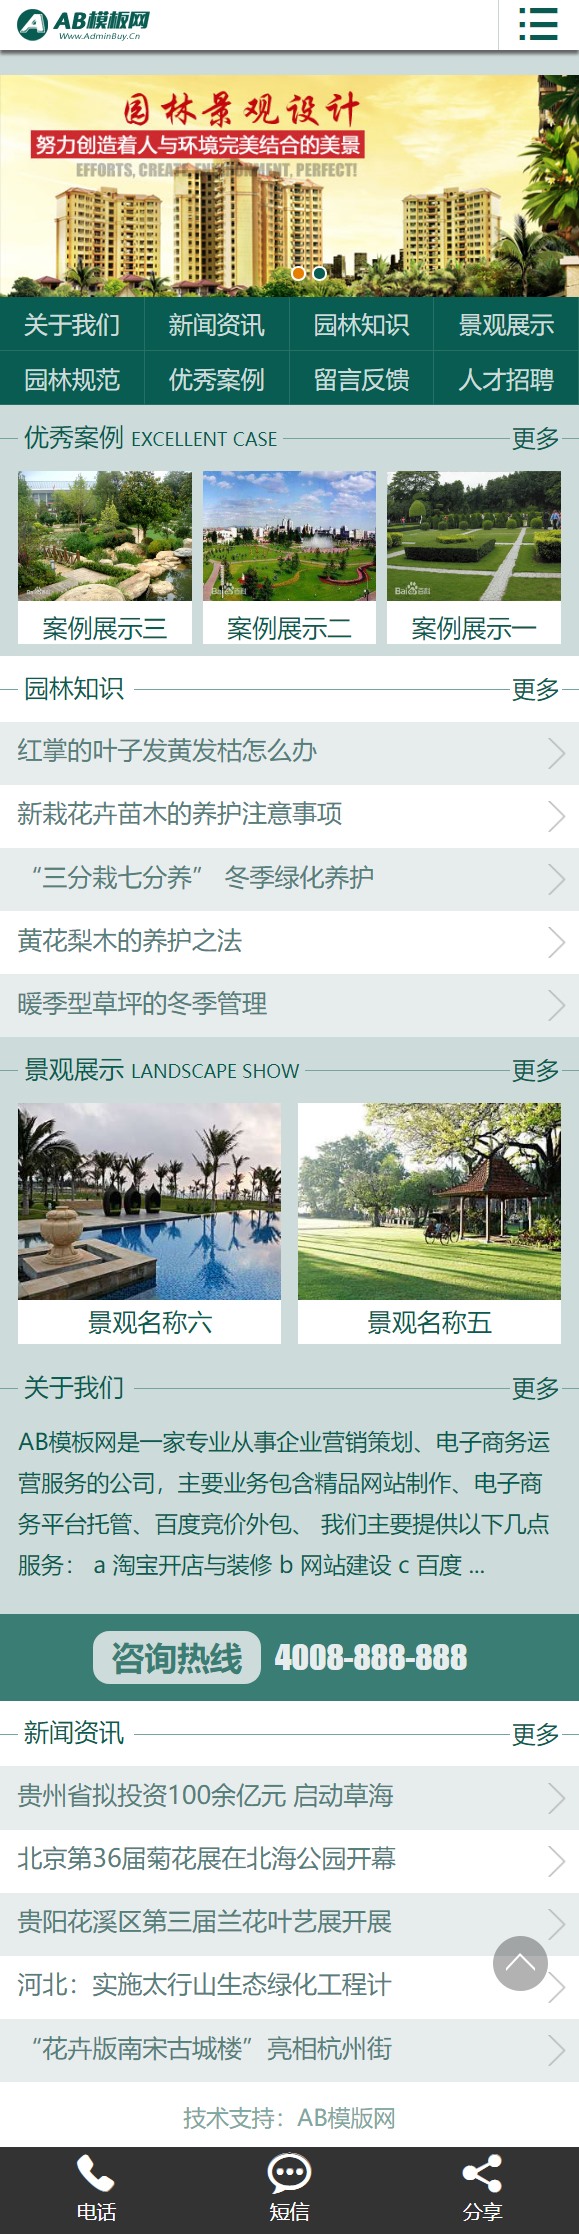 AB模板网
Www.AdminBuy.Cn
园林景观设计
努力创造着人与环境完美结合的美景
EFFORTS, CREATE ENVIRONMENT, PERFECT!
关于我们 新闻资讯 园林知识 景观展示
园林规范 优秀案例 留言反馈 人才招聘
优秀案例 EXCELLENT CASE 更多
案例展示三 案例展示二 案例展示一
园林知识 更多
红掌的叶子发黄发枯怎么办
新栽花卉苗木的养护注意事项
“三分栽七分养” 冬季绿化养护
黄花梨木的养护之法
暖季型草坪的冬季管理
景观展示 LANDSCAPE SHOW 更多
景观名称六 景观名称五
关于我们 更多
AB模板网是一家专业从事企业营销策划、电子商务运
营服务的公司，主要业务包含精品网站制作、电子商
务平台托管、百度竞价外包、 我们主要提供以下几点
服务： a 淘宝开店与装修 b 网站建设 c 百度 ...
咨询热线 4008-888-888
新闻资讯 更多
贵州省拟投资100余亿元 启动草海
北京第36届菊花展在北海公园开幕
贵阳花溪区第三届兰花叶艺展开展
河北：实施太行山生态绿化工程计
“花卉版南宋古城楼”亮相杭州街
技术支持：AB模版网
电话 短信 分享